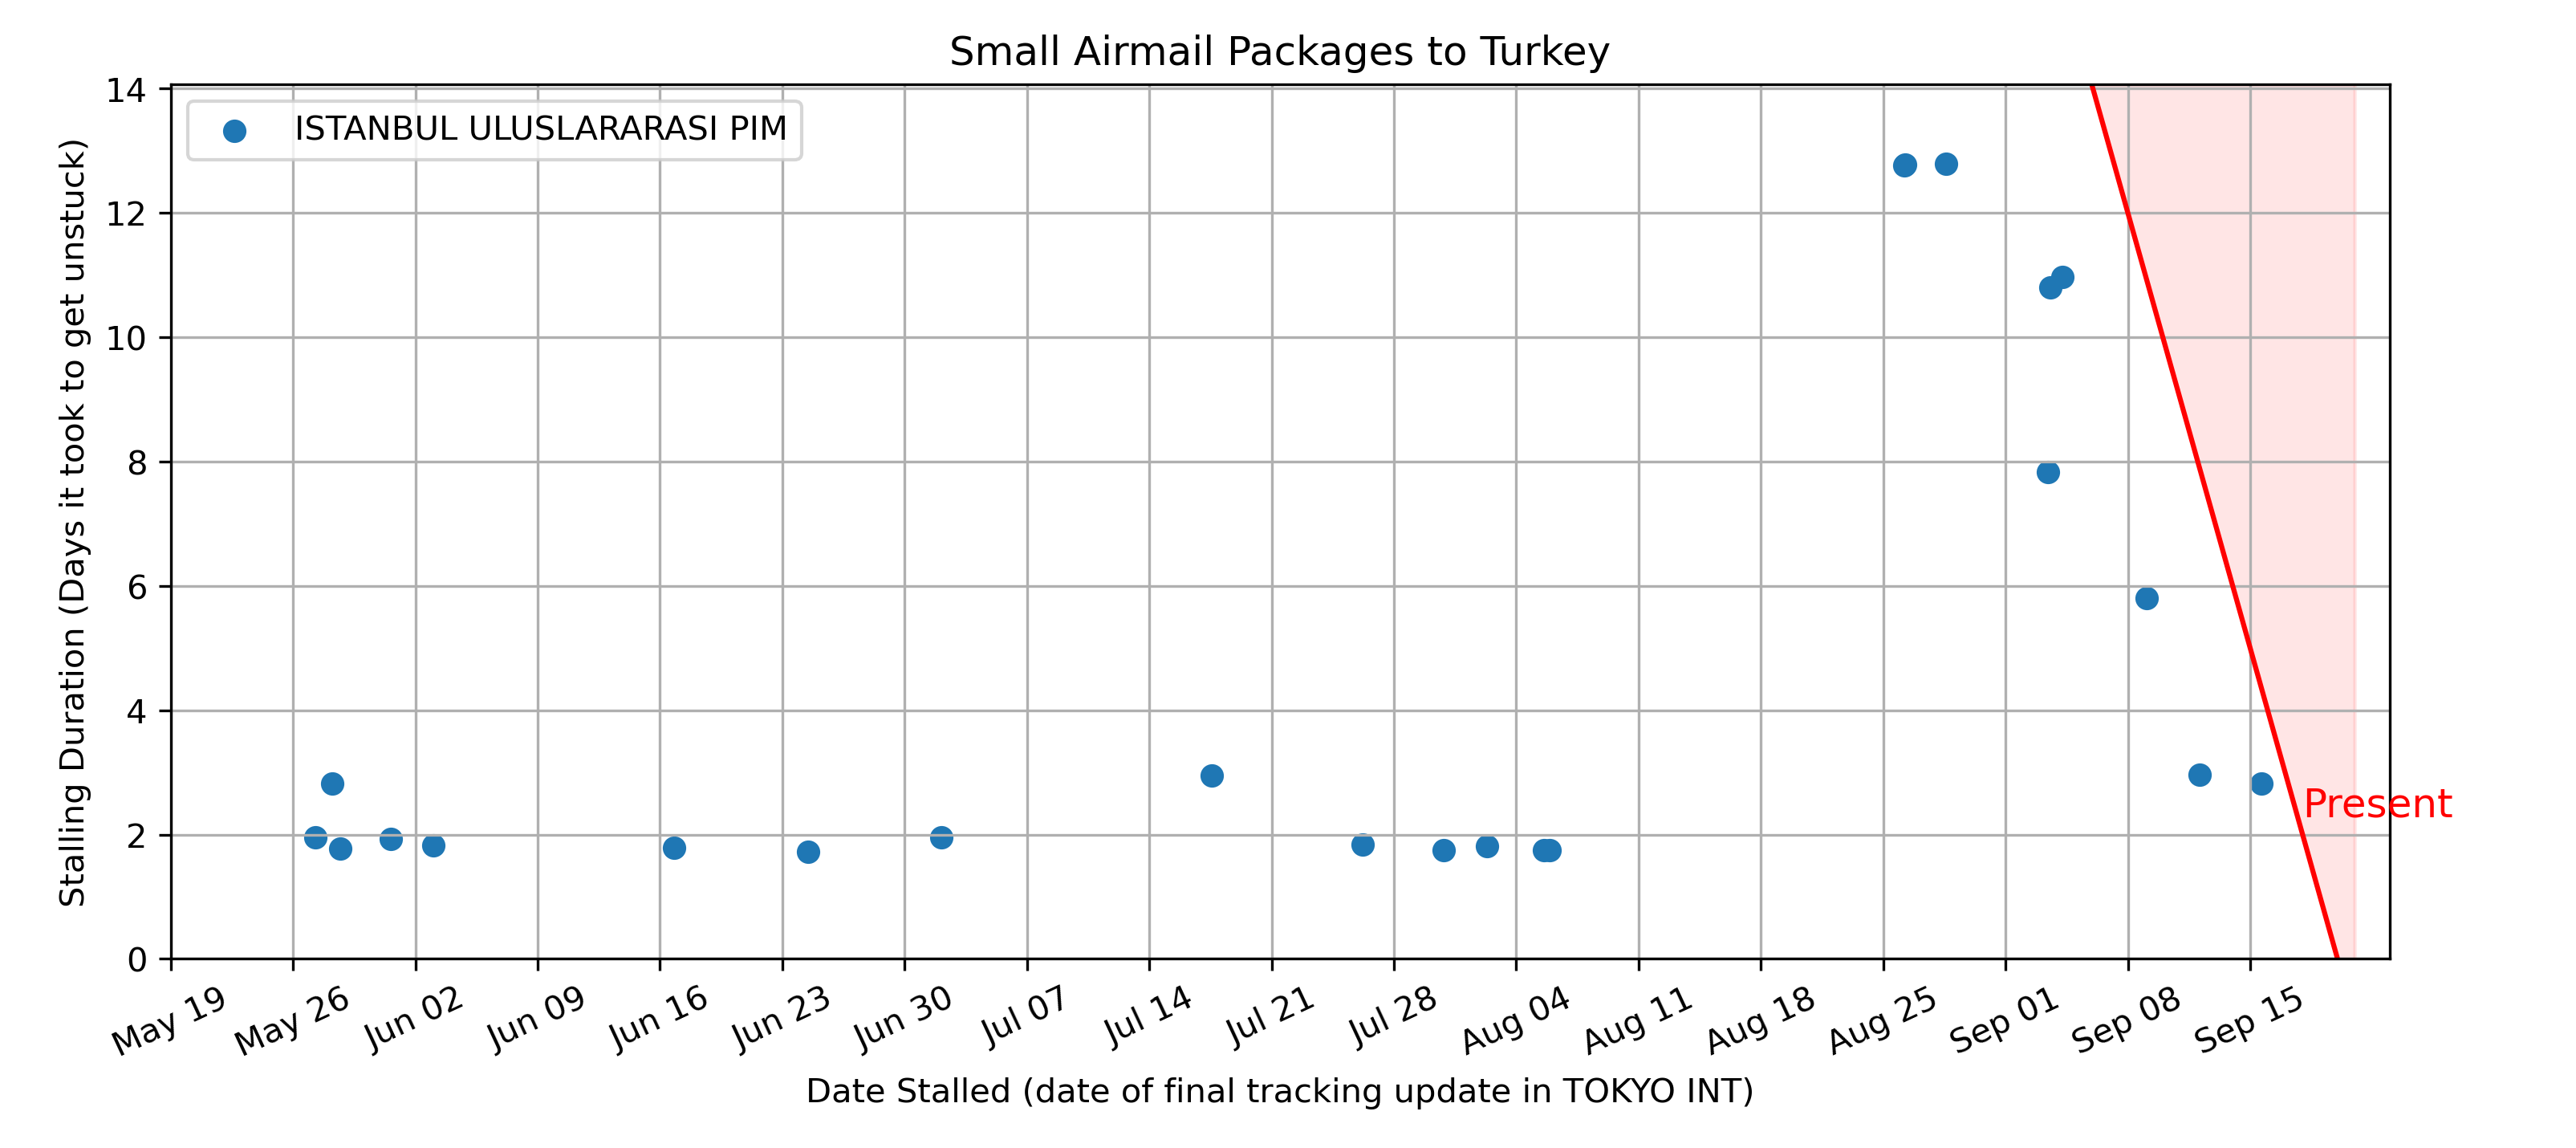 Small Airmail Packages to Turkey
ISTANBUL ULUSLARARASI PIM
Stalling Duration (Days it took to get unstuck)
14
12
10
8
6
4
2
0
Present
May 19
May 26
Jun 02
Jun 09
Jun 16
Jun 23
Jun 30
Jul 07
Jul 14
Jul 21
Jul 28
Aug 04
Aug 11
Aug 18
Aug 25
Sep 01
Sep 08
Sep 15
Date Stalled (date of final tracking update in TOKYO INT)